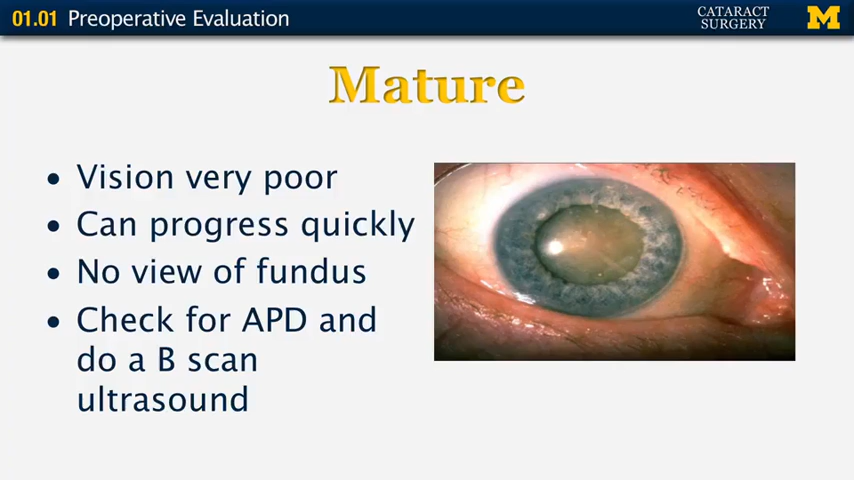 01.01 Preoperative Evaluation
CATARACT
SURGERY
M
Mature
• Vision very poor
• Can progress quickly
• No view of fundus
• Check for APD and
do a B scan
ultrasound